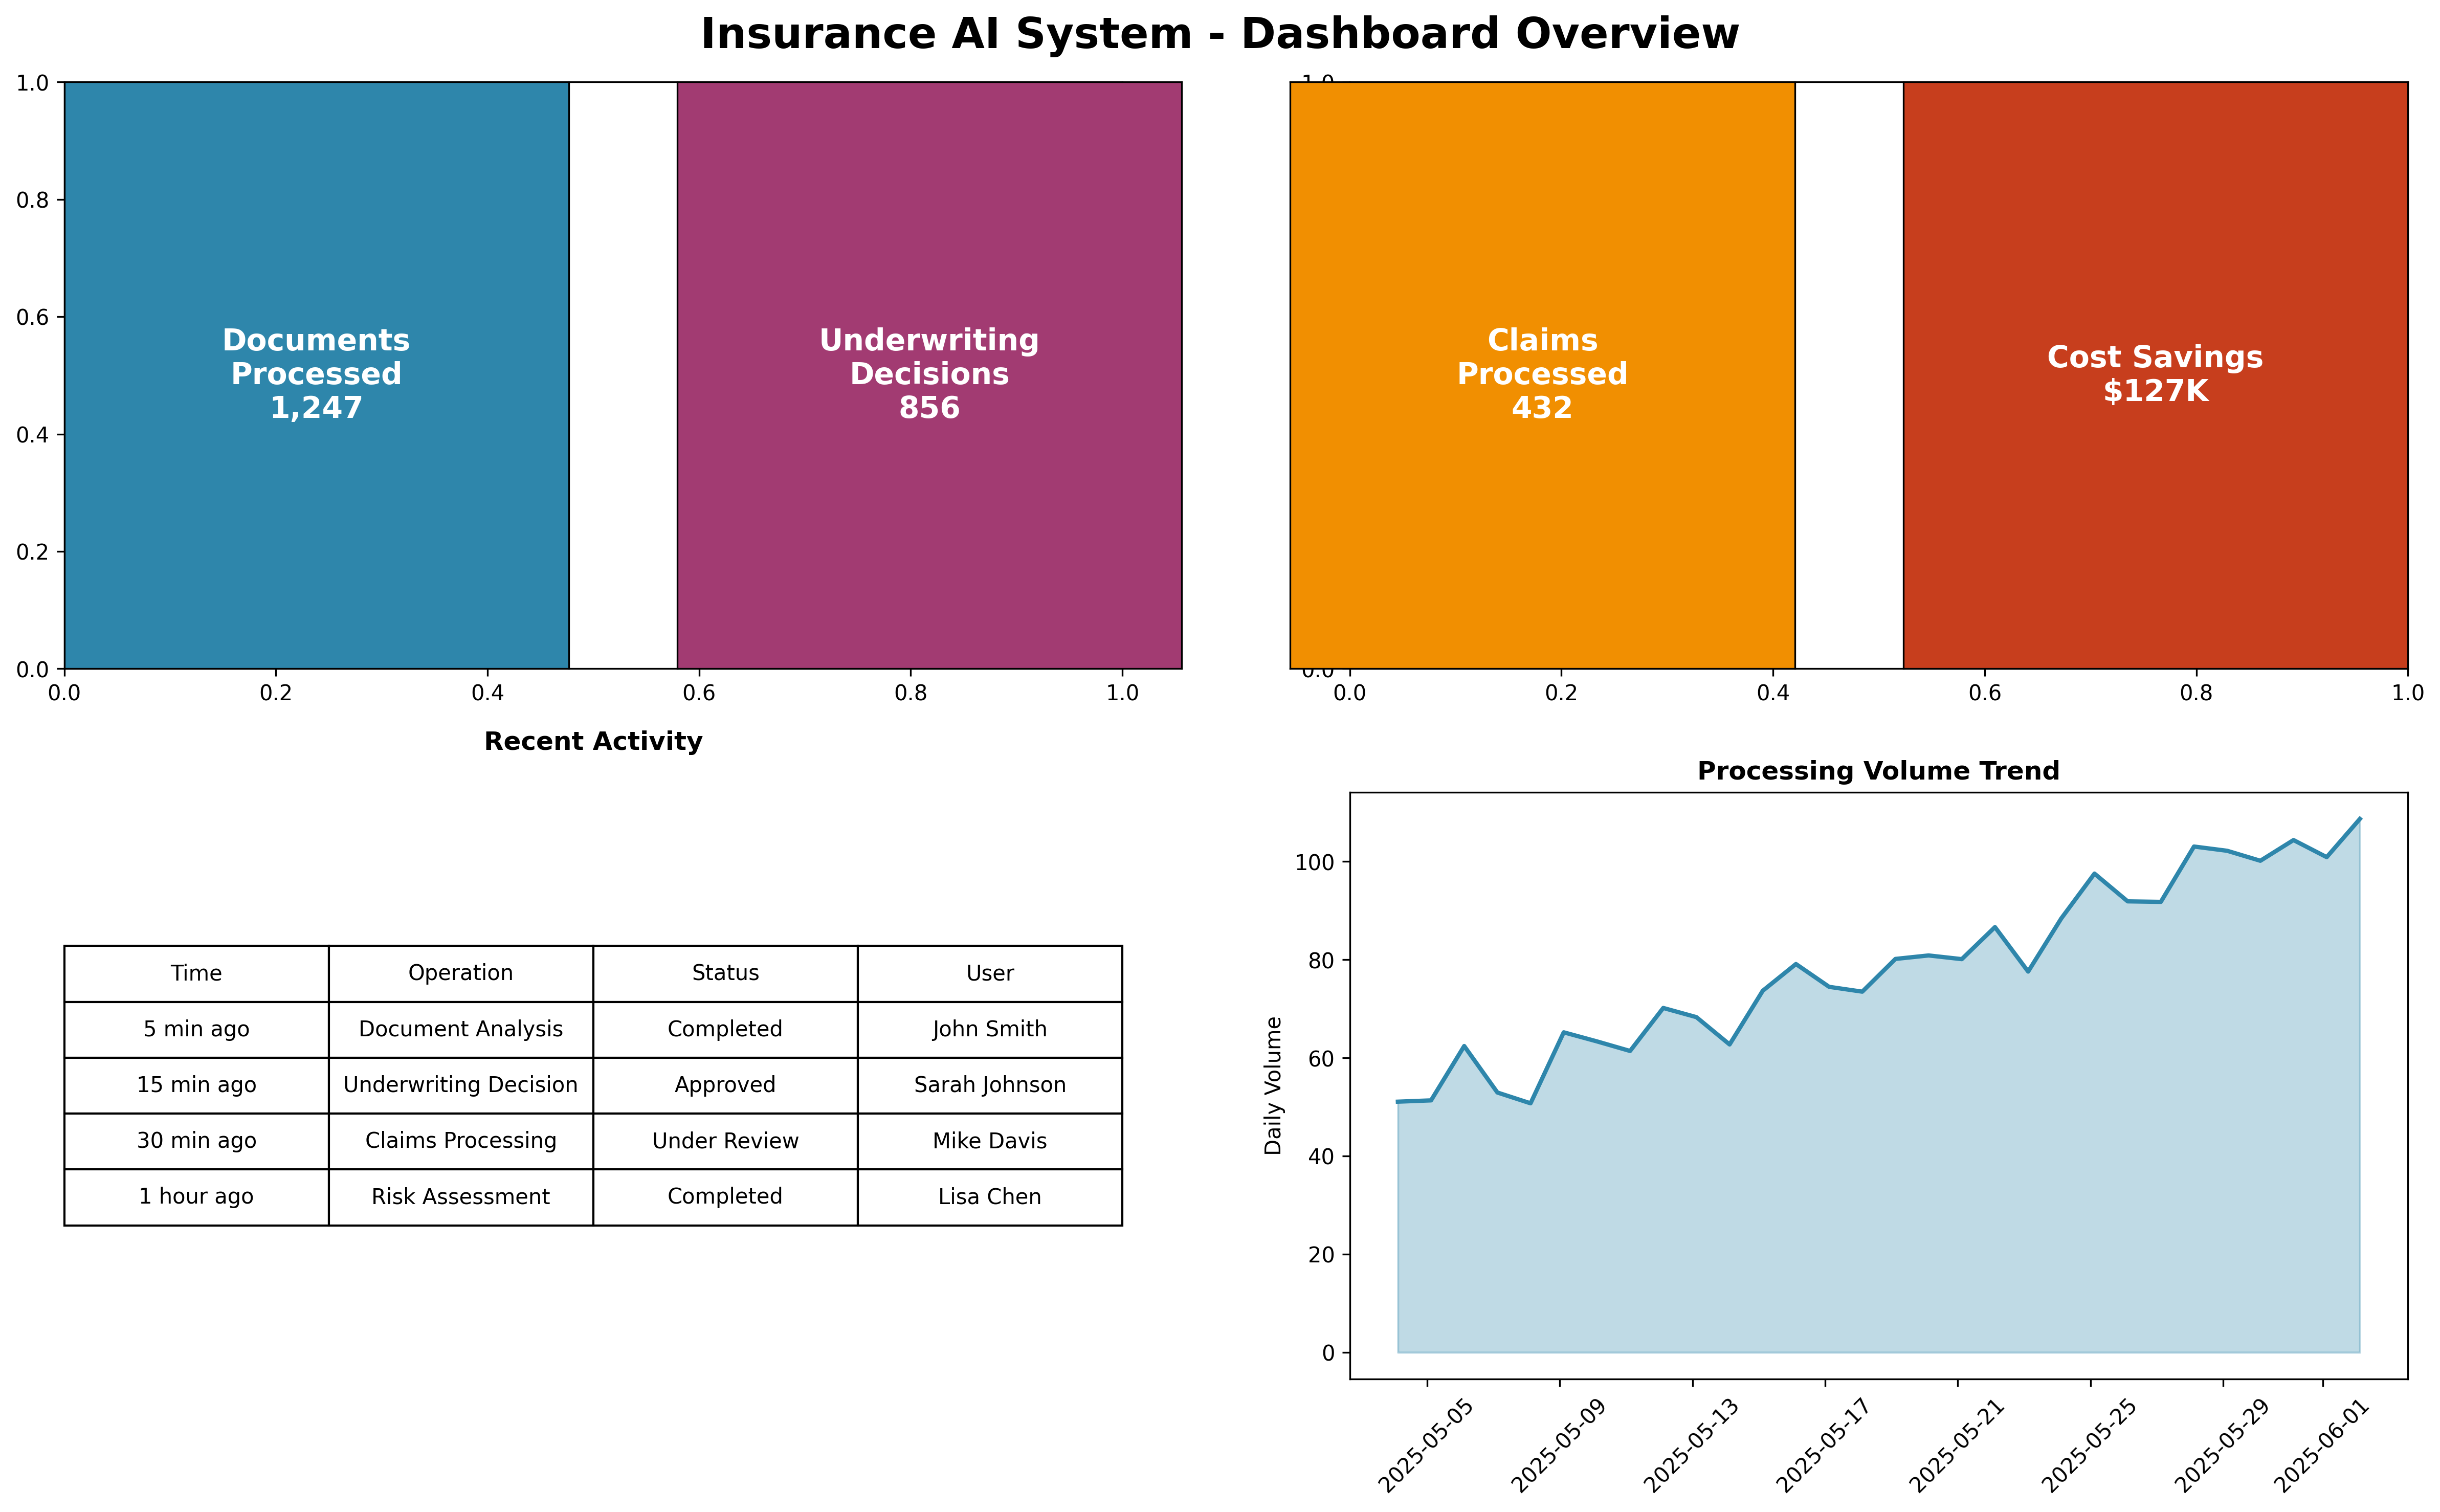 Insurance AI System - Dashboard Overview
1.0
0.8
0.6
0.4
0.2
0.0
Documents
Processed
1,247
Underwriting
Decisions
856
0.0 0.2 0.4 0.6 0.8 1.0
1.0
0.0
Claims
Processed
432
Cost Savings
$127K
0.0 0.2 0.4 0.6 0.8 1.0
Recent Activity
Time Operation Status User
5 min ago Document Analysis Completed John Smith
15 min ago Underwriting Decision Approved Sarah Johnson
30 min ago Claims Processing Under Review Mike Davis
1 hour ago Risk Assessment Completed Lisa Chen
Processing Volume Trend
Daily Volume
100
80
60
40
20
0
2025-05-05 2025-05-09 2025-05-13 2025-05-17 2025-05-21 2025-05-25 2025-05-29 2025-06-01